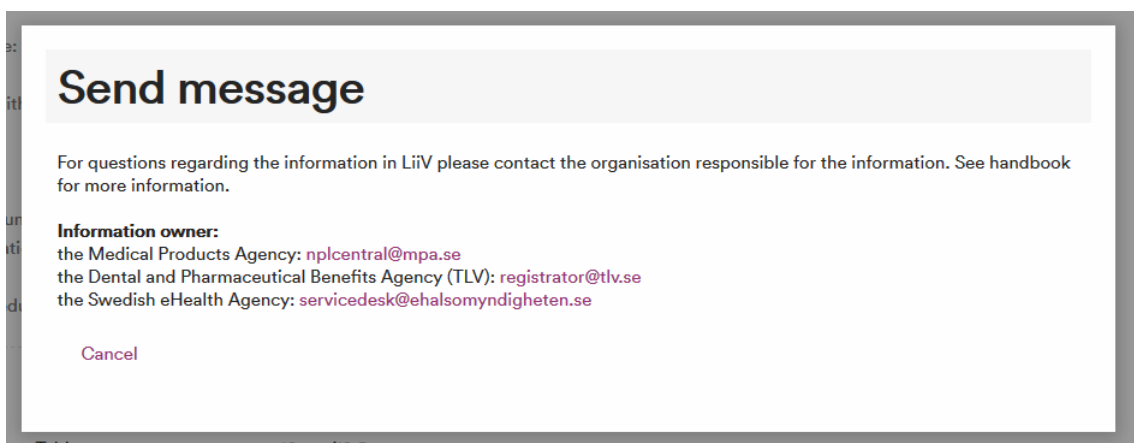 Send message
For questions regarding the information in LiiV please contact the organisation responsible for the information. See handbook
for more information.
Information owner:
the Medical Products Agency: nplcentral@mpa.se
the Dental and Pharmaceutical Benefits Agency (TLV): registrator@tlv.se
the Swedish eHealth Agency: servicedesk@ehalsomyndigheten.se
Cancel